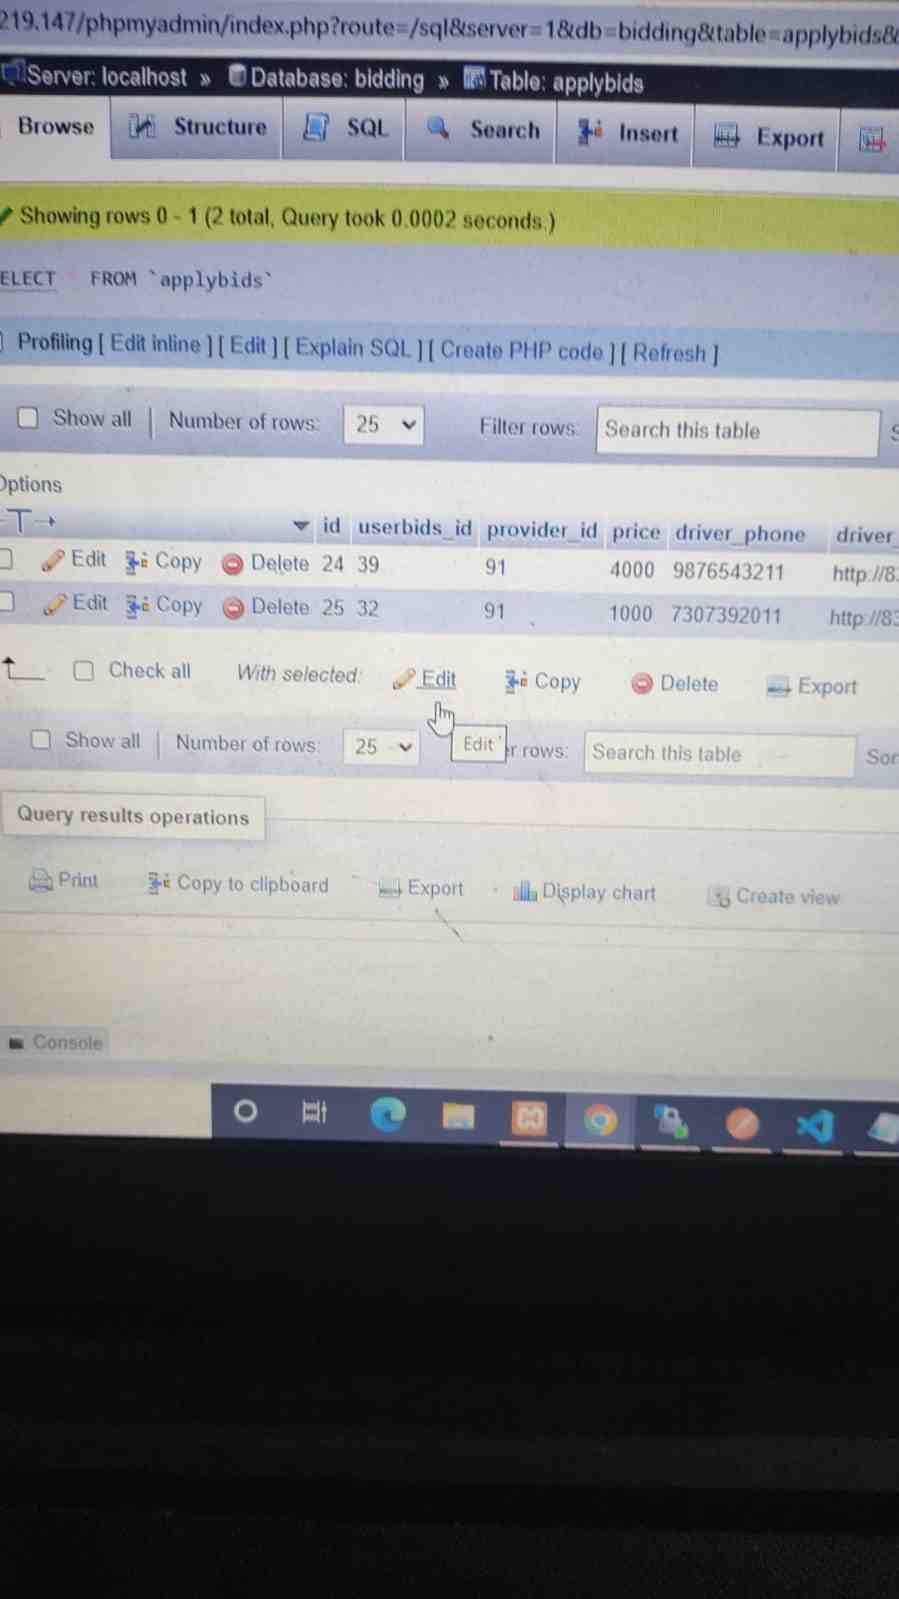 219.147/phpmyadmin/index.php?route=/sql&server=1&db=bidding&table=applybids&
Server: localhost » Database: bidding » Table: applybids
Browse Structure SQL Search Insert Export
Showing rows 0 - 1 (2 total, Query took 0.0002 seconds.)
ELECT FROM `applybids`
Profiling [ Edit inline ] [ Edit ] [ Explain SQL ] [ Create PHP code ] [ Refresh ]
Show all | Number of rows: 25 Filter rows: Search this table
Options
id userbids_id provider_id price driver_phone driver_
Edit Copy Delete 24 39 91 4000 9876543211 http://8
Edit Copy Delete 25 32 91 1000 7307392011 http://83
Check all With selected: Edit Copy Delete Export
Show all | Number of rows: 25 Edit r rows: Search this table Sor
Query results operations
Print Copy to clipboard Export Display chart Create view
Console